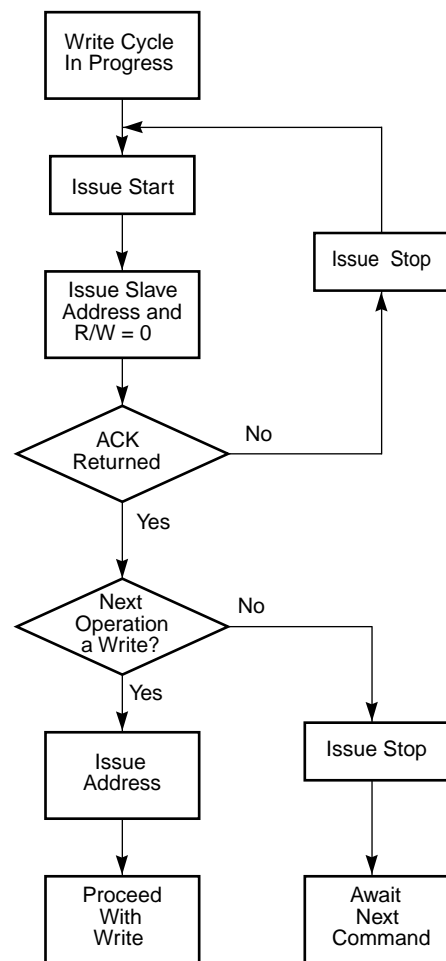 Write Cycle
In Progress
Issue Start
Issue Stop
Issue Slave
Address and
R/W = 0
ACK
Returned
No
Yes
Next
Operation
a Write?
No
Yes
Issue
Address
Issue Stop
Proceed
With
Write
Await
Next
Command